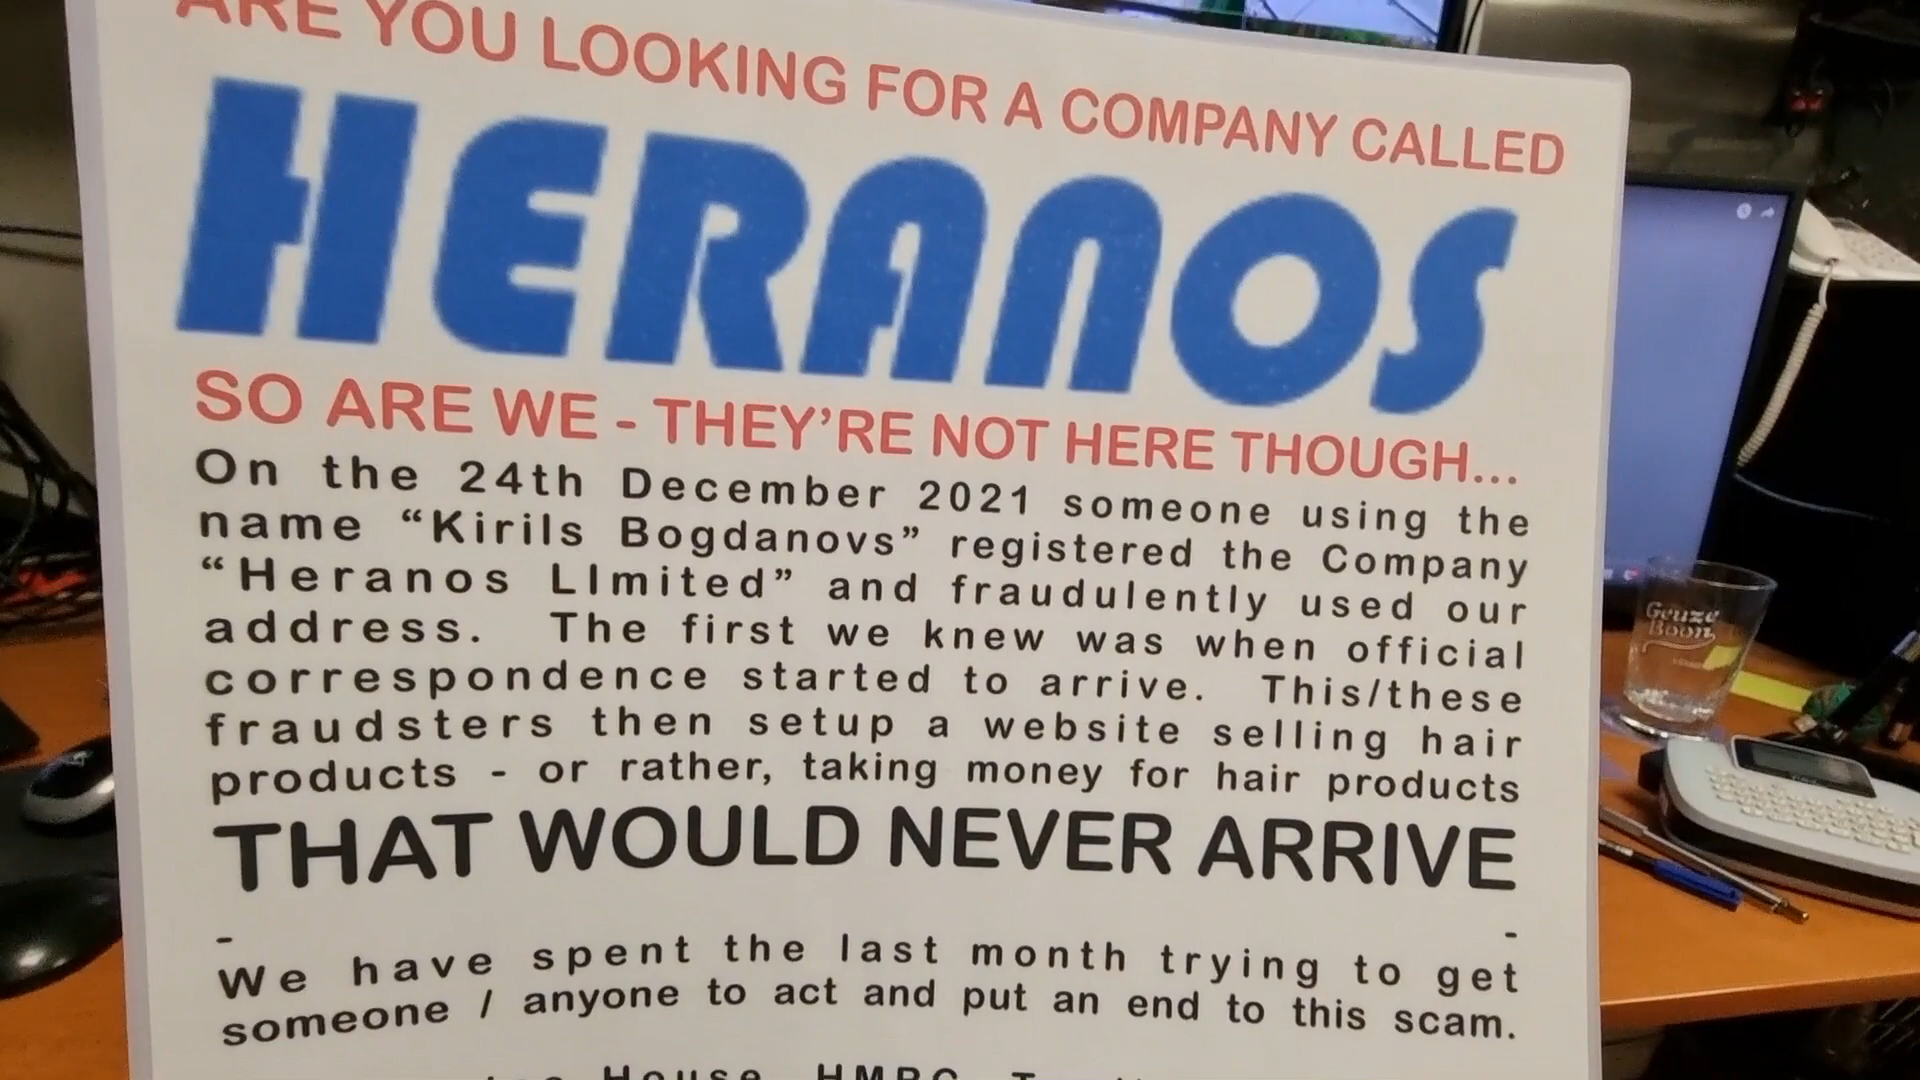 ARE YOU LOOKING FOR A COMPANY CALLED
HERANOS
SO ARE WE - THEY'RE NOT HERE THOUGH...
On the 24th December 2021 someone using the
name “Kirils Bogdanovs” registered the Company
“Heranos LImited” and fraudulently used our
address. The first we knew was when official
correspondence started to arrive. This/these
fraudsters then setup a website selling hair
products - or rather, taking money for hair products
THAT WOULD NEVER ARRIVE
- -
We have spent the last month trying to get
someone / anyone to act and put an end to this scam.
House HMRC
Geuze
Boon